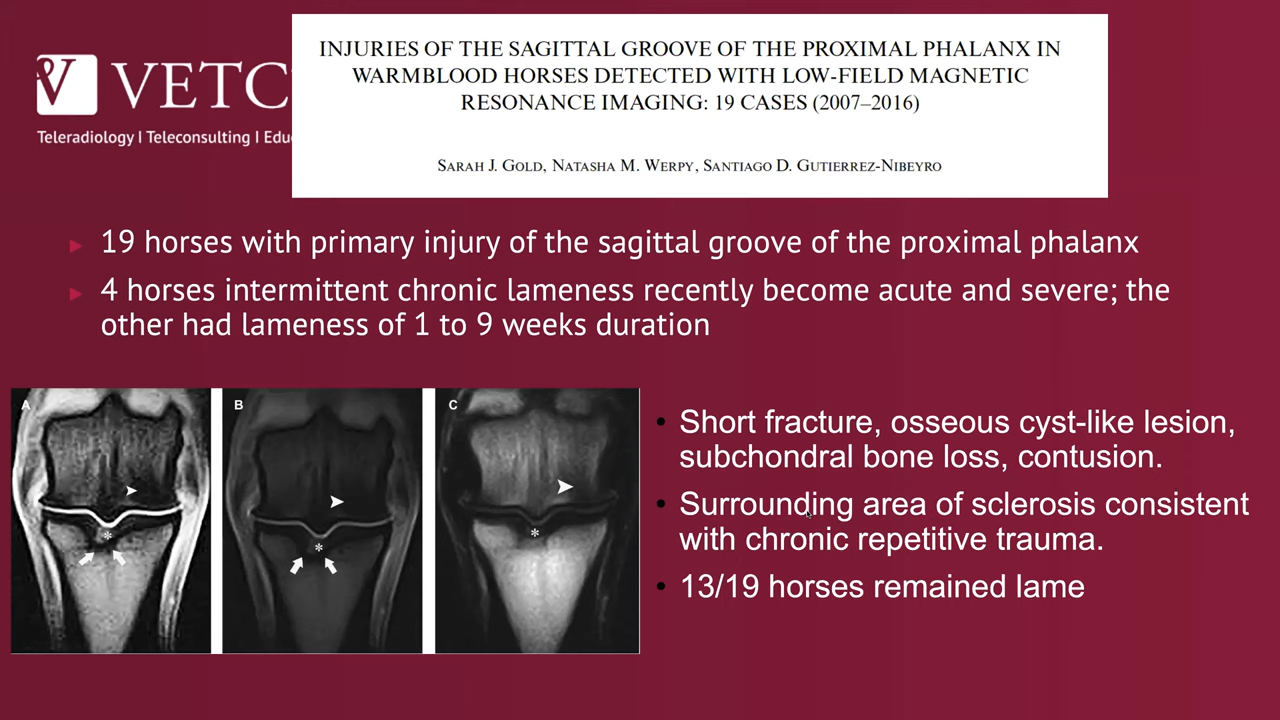 INJURIES OF THE SAGITTAL GROOVE OF THE PROXIMAL PHALANX IN
WARMBLOOD HORSES DETECTED WITH LOW-FIELD MAGNETIC
RESONANCE IMAGING: 19 CASES (2007–2016)
SARAH J. GOLD, NATASHA M. WERPY, SANTIAGO D. GUTIERREZ-NIBEYRO
V VETC
Teleradiology | Teleconsulting | Edu
19 horses with primary injury of the sagittal groove of the proximal phalanx
4 horses intermittent chronic lameness recently become acute and severe; the
other had lameness of 1 to 9 weeks duration
A B C
* * *
• Short fracture, osseous cyst-like lesion,
subchondral bone loss, contusion.
• Surrounding area of sclerosis consistent
with chronic repetitive trauma.
• 13/19 horses remained lame